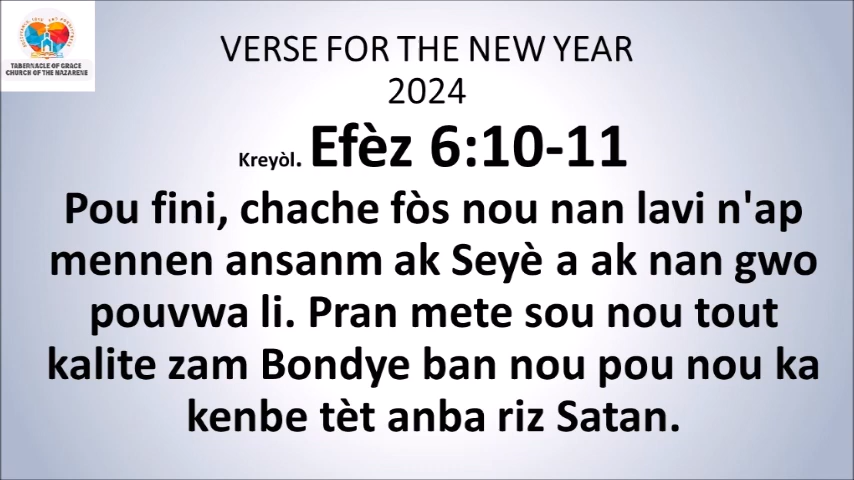 TABERNACLE OF GRACE
CHURCH OF THE NAZARENE
VERSE FOR THE NEW YEAR
2024
Kreyòl. Efèz 6:10-11
Pou fini, chache fòs nou nan lavi n'ap
mennen ansanm ak Seyè a ak nan gwo
pouvwa li. Pran mete sou nou tout
kalite zam Bondye ban nou pou nou ka
kenbe tèt anba riz Satan.